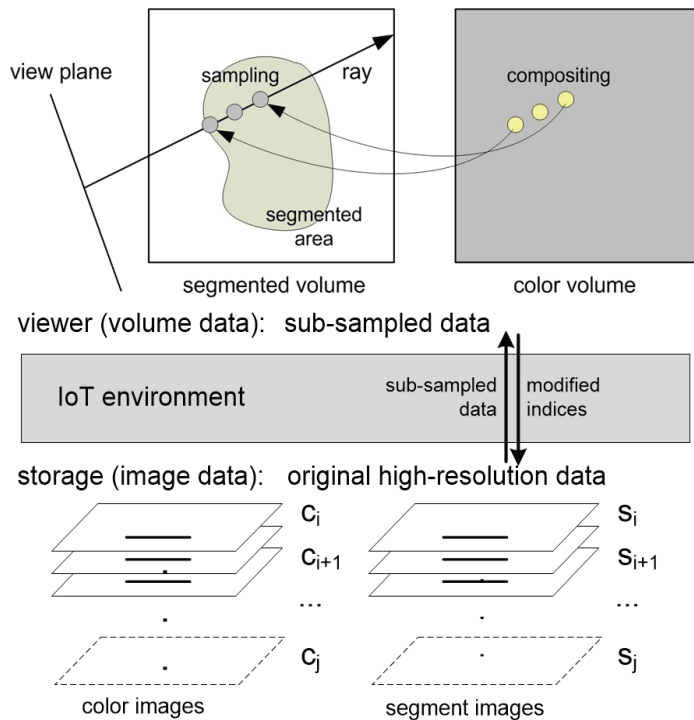 view plane
sampling
ray
compositing
segmented
area
segmented volume
color volume
viewer (volume data): sub-sampled data
IoT environment
sub-sampled
data
modified
indices
storage (image data): original high-resolution data
ci
si
ci+1
si+1
...
...
cj
sj
color images
segment images